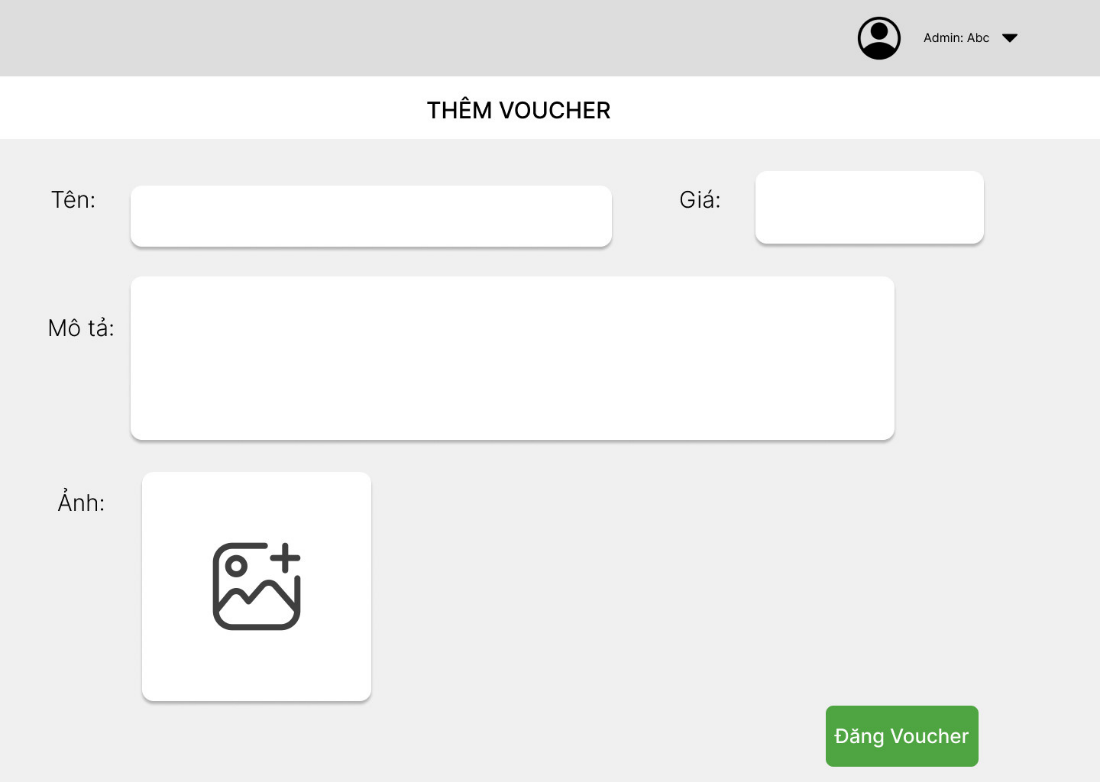 Admin: Abc
THÊM VOUCHER
Tên:
Giá:
Mô tả:
Ảnh:
Đăng Voucher